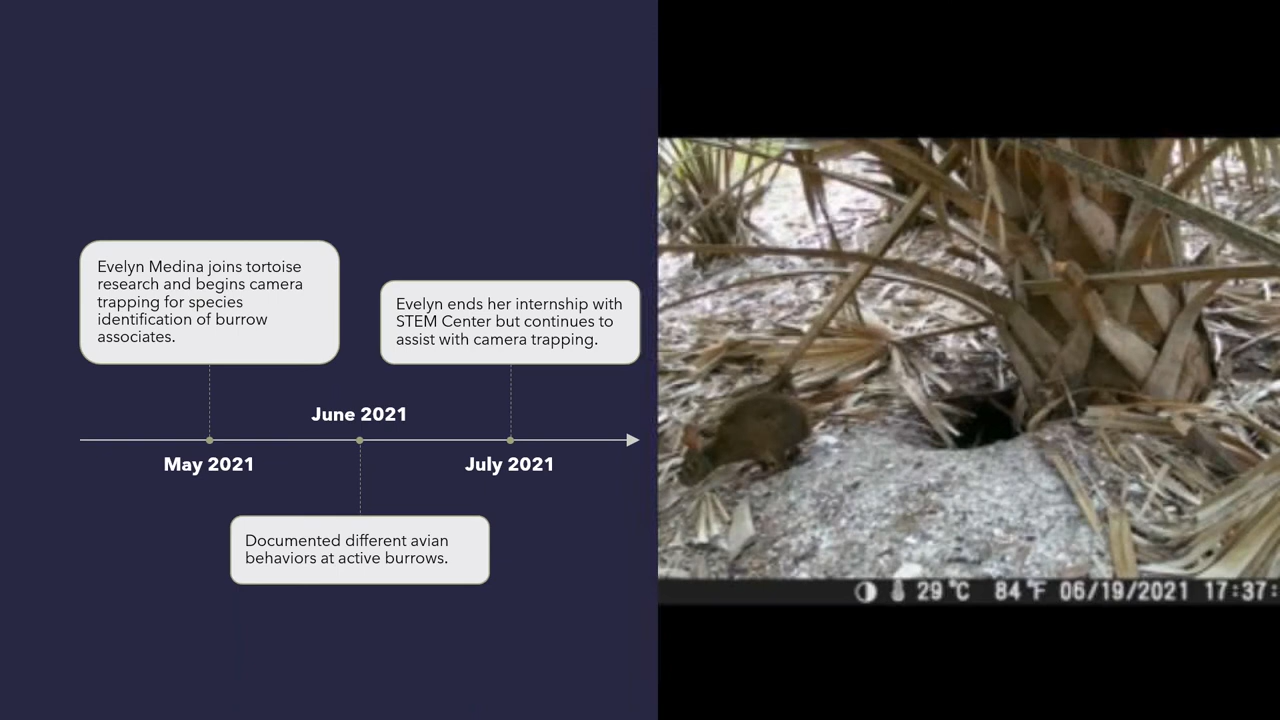 Evelyn Medina joins tortoise
research and begins camera
trapping for species
identification of burrow
associates.
Evelyn ends her internship with
STEM Center but continues to
assist with camera trapping.
June 2021
May 2021
July 2021
Documented different avian
behaviors at active burrows.
29°C 84°F 06/19/2021 17:37: